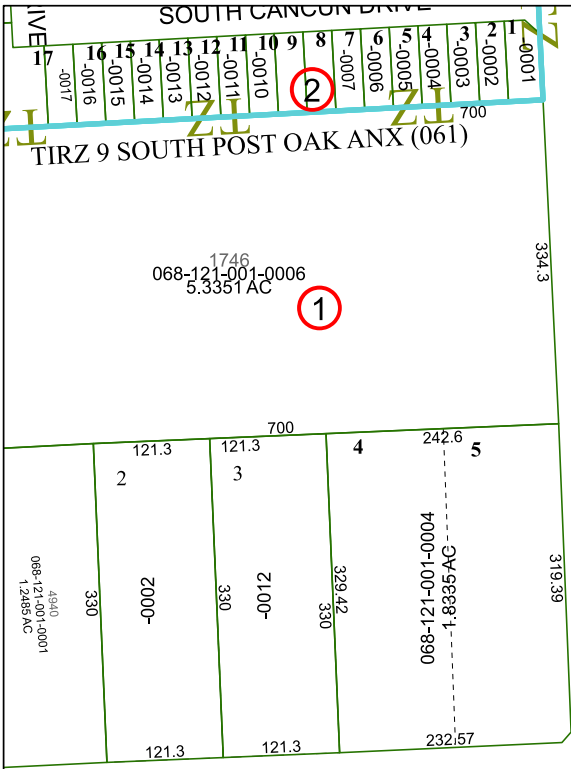 SOUTH CANCUN DRIVE
IVE
17 16 15 14 13 12 11 10 9 8 7 6 5 4 3 2 1
-0017 -0016 -0015 -0014 -0013 -0012 -0011 -0010 -0007 -0006 -0005 -0004 -0003 -0002 -0001
2
TZ TZ TZ TZ
700
TIRZ 9 SOUTH POST OAK ANX (061)
1746
068-121-001-0006
5.3351 AC
1
334.3
700
121.3 121.3 242.6
2 3 4 5
4940
068-121-001-0001
1.2485 AC
330
-0002
330
-0012
330
329.42
068-121-001-0004
1.8335 AC
319.39
121.3 121.3 232.57